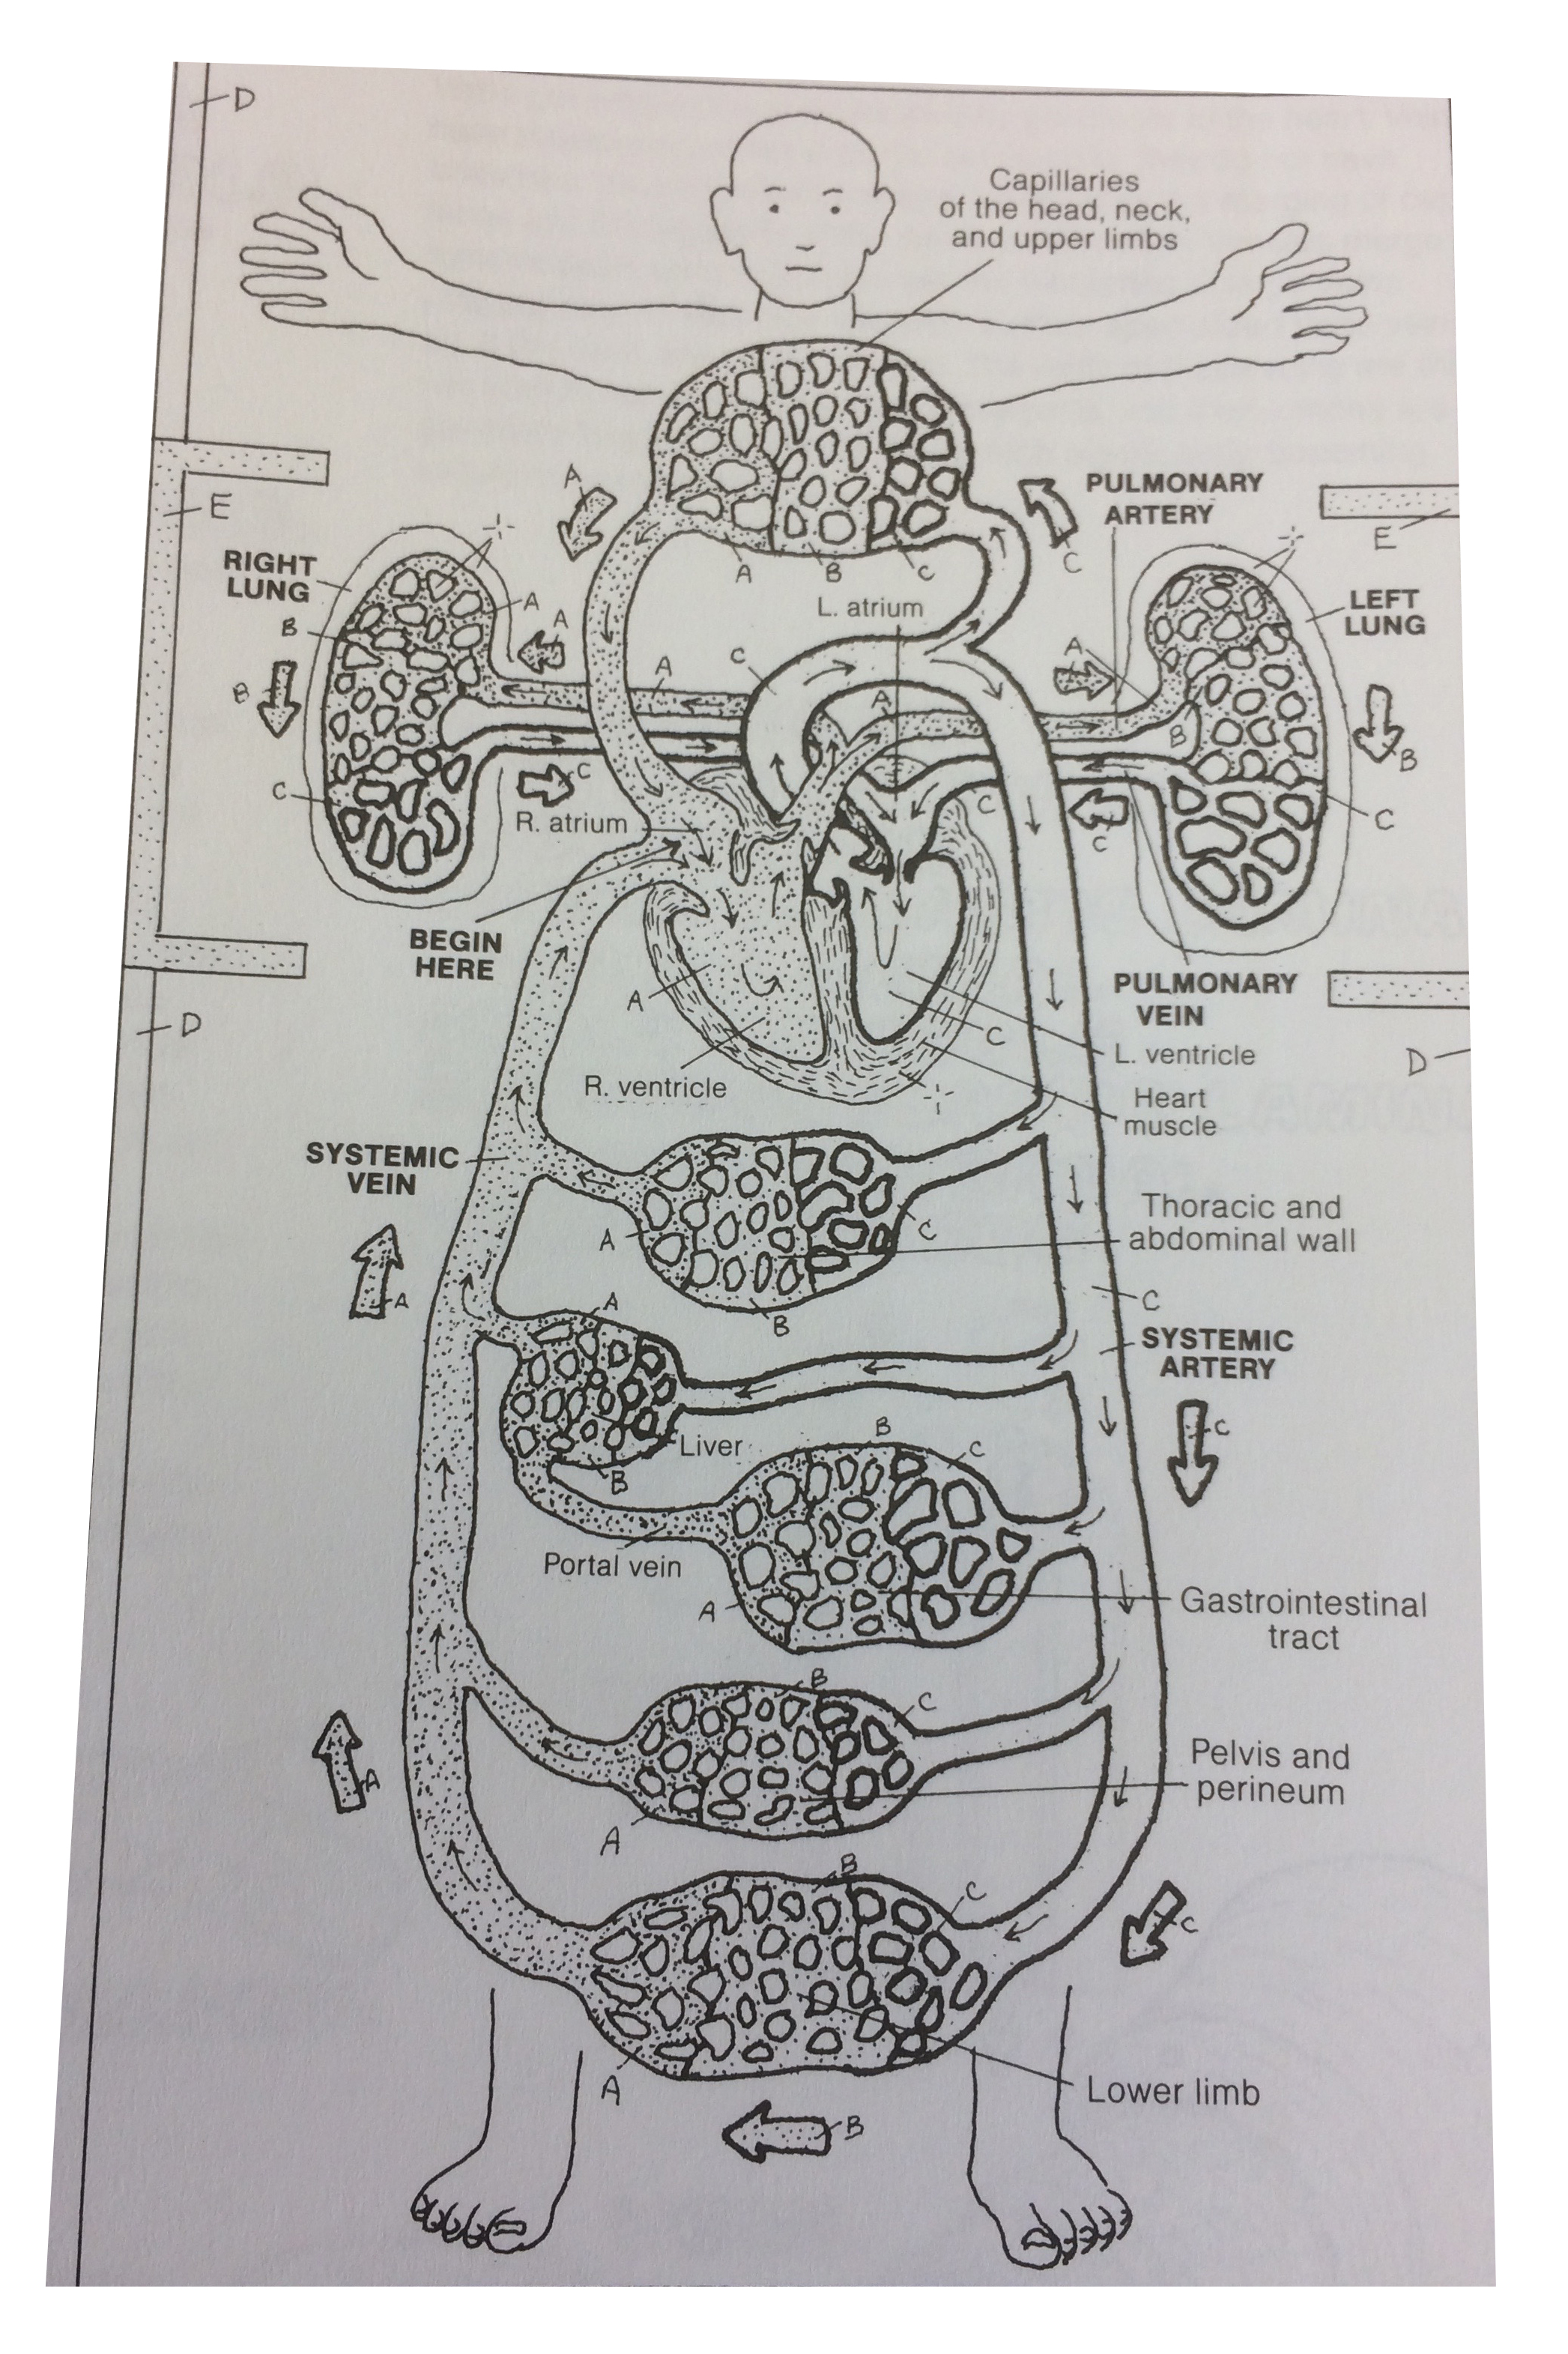 D
Capillaries
of the head, neck,
and upper limbs
A
PULMONARY
ARTERY
E
E
C
RIGHT
LUNG
A
B
C
L. atrium
LEFT
LUNG
A
B
A
A
C
A
A
B
B
B
C
C
R. atrium
C
C
C
BEGIN
HERE
A
PULMONARY
VEIN
D
C
L. ventricle
D
R. ventricle
Heart
muscle
SYSTEMIC
VEIN
Thoracic and
abdominal wall
A
C
B
A
C
A
SYSTEMIC
ARTERY
C
B
C
Liver
B
Portal vein
A
Gastrointestinal
tract
B
C
A
Pelvis and
perineum
A
B
C
C
A
Lower limb
B